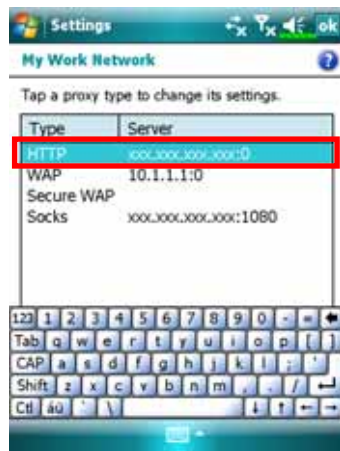 Settings ok
My Work Network ?
Tap a proxy type to change its settings.
Type Server
HTTP xxx.xxx.xxx.xxx:0
WAP 10.1.1.1:0
Secure WAP
Socks xxx.xxx.xxx.xxx:1080
123 1 2 3 4 5 6 7 8 9 0 - =
Tab q w e r t y u i o p [ ]
CAP a s d f g h j k l ; '
Shift z x c v b n m , . /
Ctl áü ` \